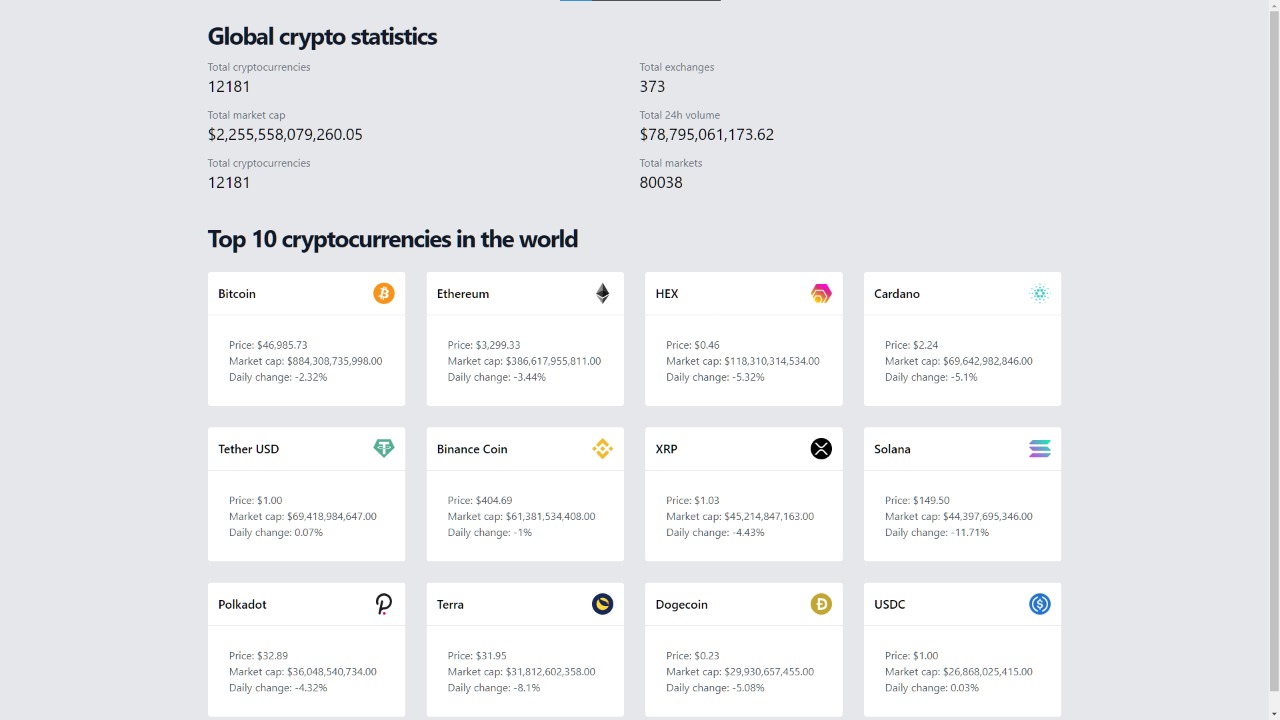 Global crypto statistics
Total cryptocurrencies
12181
Total exchanges
373
Total market cap
$2,255,558,079,260.05
Total 24h volume
$78,795,061,173.62
Total cryptocurrencies
12181
Total markets
80038
Top 10 cryptocurrencies in the world
Bitcoin
Price: $46,985.73
Market cap: $884,308,735,998.00
Daily change: -2.32%
Ethereum
Price: $3,299.33
Market cap: $386,617,955,811.00
Daily change: -3.44%
HEX
Price: $0.46
Market cap: $118,310,314,534.00
Daily change: -5.32%
Cardano
Price: $2.24
Market cap: $69,642,982,846.00
Daily change: -5.1%
Tether USD
Price: $1.00
Market cap: $69,418,984,647.00
Daily change: 0.07%
Binance Coin
Price: $404.69
Market cap: $61,381,534,408.00
Daily change: -1%
XRP
Price: $1.03
Market cap: $45,214,847,163.00
Daily change: -4.43%
Solana
Price: $149.50
Market cap: $44,397,695,346.00
Daily change: -11.71%
Polkadot
Price: $32.89
Market cap: $36,048,540,734.00
Daily change: -4.32%
Terra
Price: $31.95
Market cap: $31,812,602,358.00
Daily change: -8.1%
Dogecoin
Price: $0.23
Market cap: $29,930,657,455.00
Daily change: -5.08%
USDC
Price: $1.00
Market cap: $26,868,025,415.00
Daily change: 0.03%